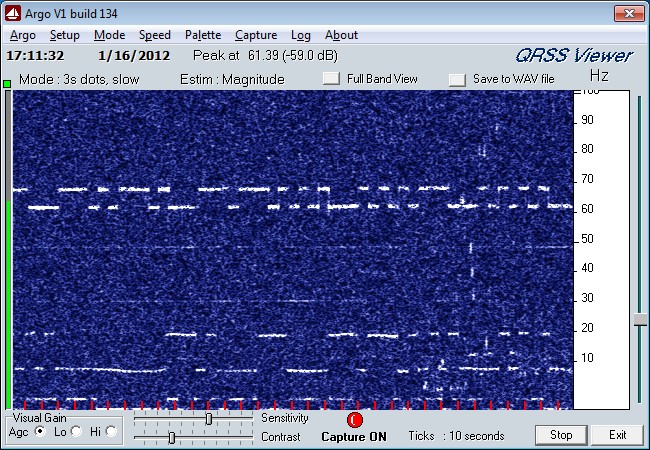 Argo V1 build 134
Argo Setup Mode Speed Palette Capture Log About
17:11:32 1/16/2012 Peak at 61.39 (-59.0 dB) QRSS Viewer
Mode : 3s dots, slow Estim : Magnitude Full Band View Save to WAV file Hz
100
90
80
70
60
50
40
30
20
10
Visual Gain Sensitivity
Agc Lo Hi Contrast Capture ON Ticks : 10 seconds Stop Exit